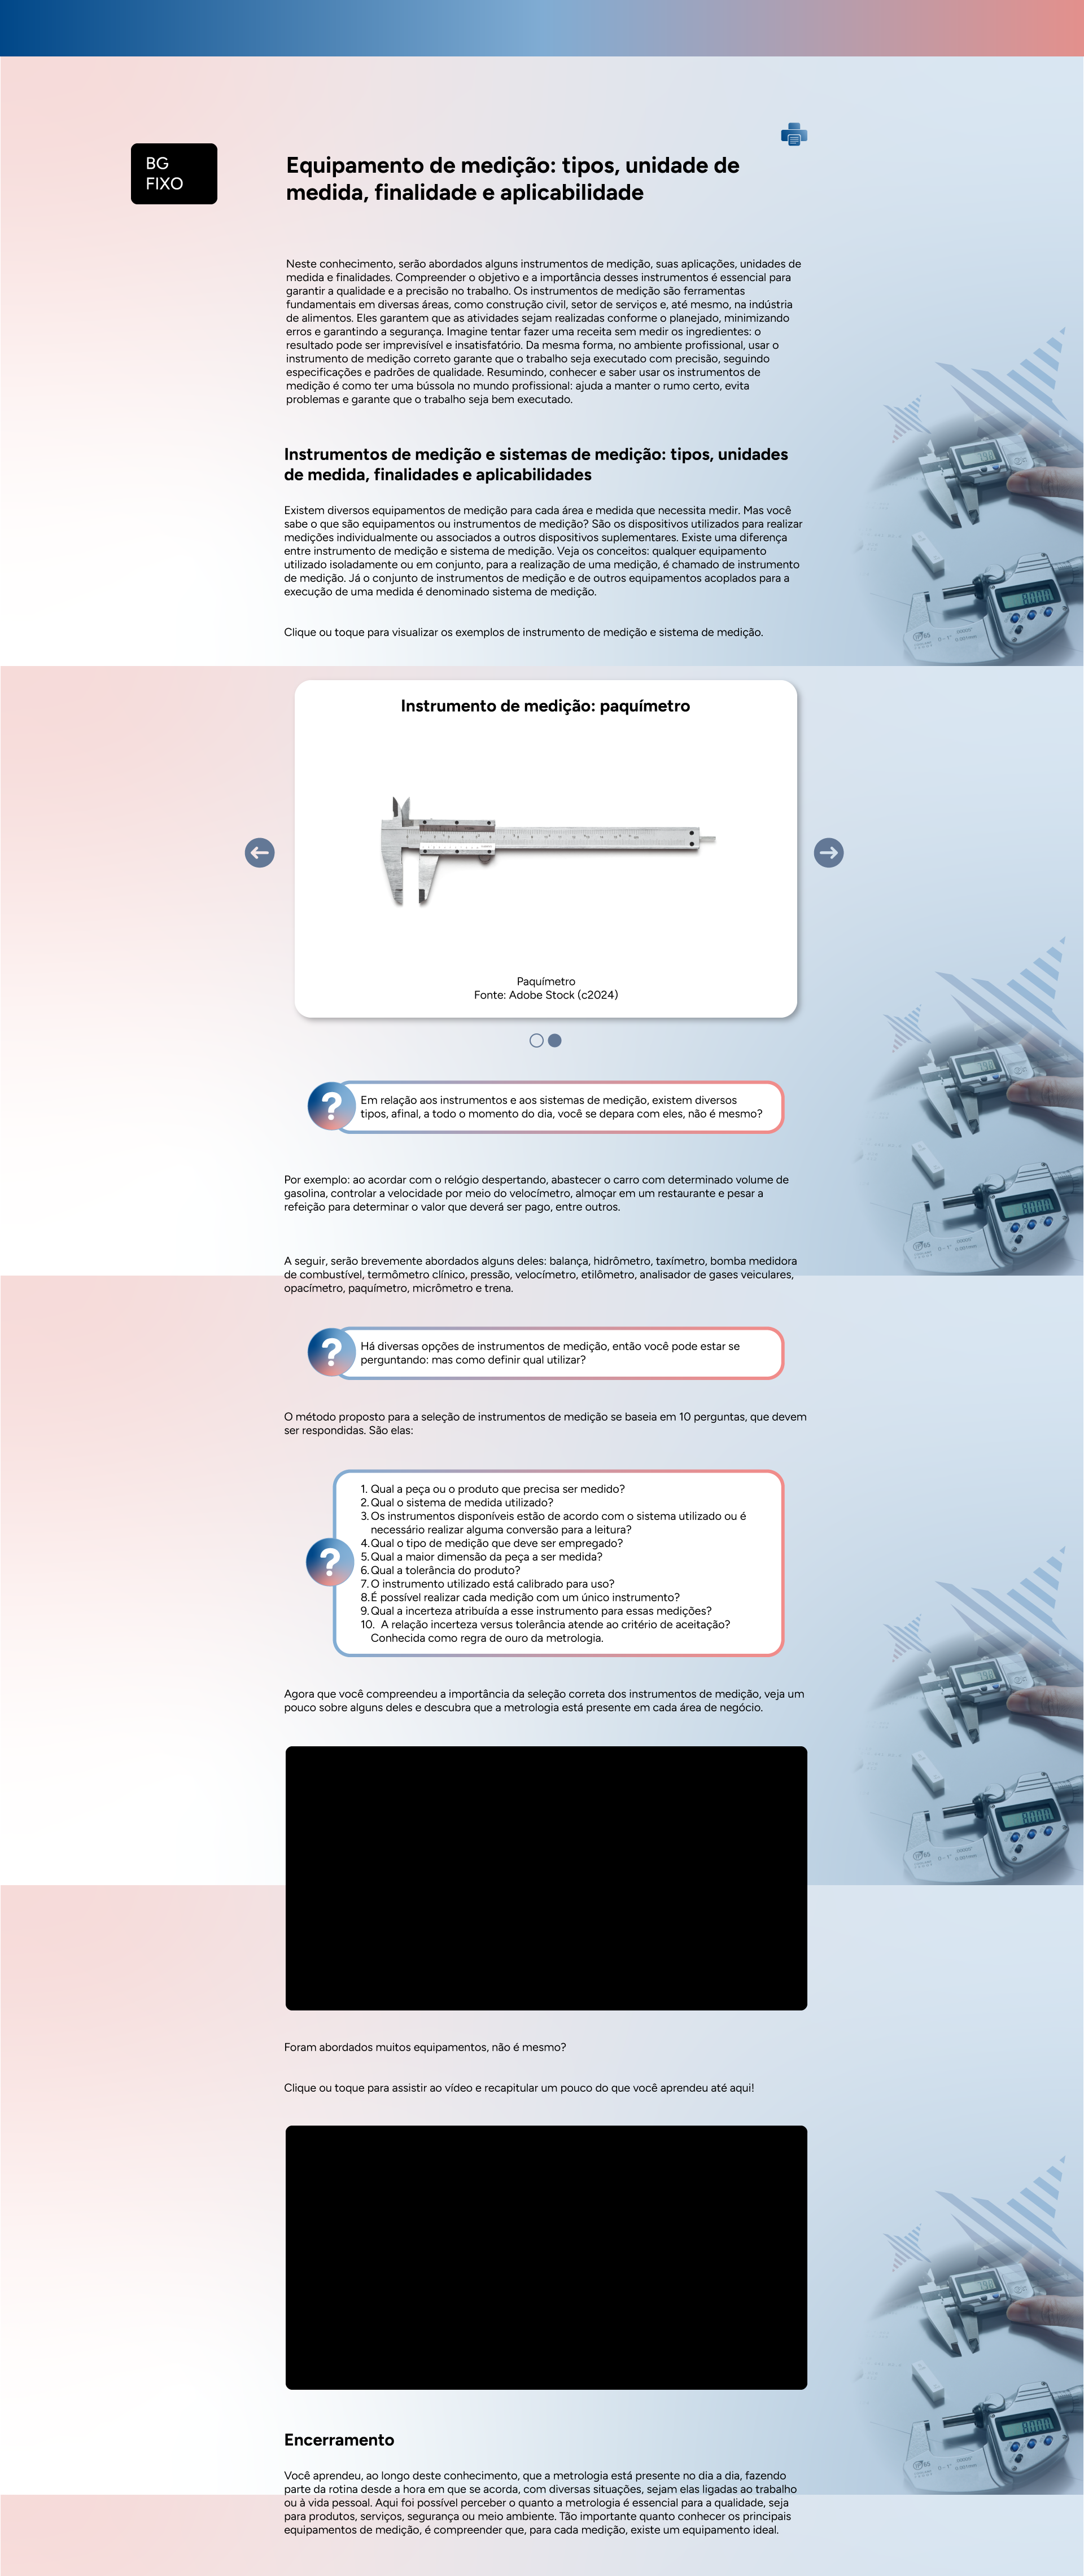 BG
FIXO
Equipamento de medição: tipos, unidade de
medida, finalidade e aplicabilidade
Neste conhecimento, serão abordados alguns instrumentos de medição, suas aplicações, unidades de
medida e finalidades. Compreender o objetivo e a importância desses instrumentos é essencial para
garantir a qualidade e a precisão no trabalho. Os instrumentos de medição são ferramentas
fundamentais em diversas áreas, como construção civil, setor de serviços e, até mesmo, na indústria
de alimentos. Eles garantem que as atividades sejam realizadas conforme o planejado, minimizando
erros e garantindo a segurança. Imagine tentar fazer uma receita sem medir os ingredientes: o
resultado pode ser imprevisível e insatisfatório. Da mesma forma, no ambiente profissional, usar o
instrumento de medição correto garante que o trabalho seja executado com precisão, seguindo
especificações e padrões de qualidade. Resumindo, conhecer e saber usar os instrumentos de
medição é como ter uma bússola no mundo profissional: ajuda a manter o rumo certo, evita
problemas e garante que o trabalho seja bem executado.
Instrumentos de medição e sistemas de medição: tipos, unidades
de medida, finalidades e aplicabilidades
Existem diversos equipamentos de medição para cada área e medida que necessita medir. Mas você
sabe o que são equipamentos ou instrumentos de medição? São os dispositivos utilizados para realizar
medições individualmente ou associados a outros dispositivos suplementares. Existe uma diferença
entre instrumento de medição e sistema de medição. Veja os conceitos: qualquer equipamento
utilizado isoladamente ou em conjunto, para a realização de uma medição, é chamado de instrumento
de medição. Já o conjunto de instrumentos de medição e de outros equipamentos acoplados para a
execução de uma medida é denominado sistema de medição.
Clique ou toque para visualizar os exemplos de instrumento de medição e sistema de medição.
Instrumento de medição: paquímetro
Paquímetro
Fonte: Adobe Stock (c2024)
? Em relação aos instrumentos e aos sistemas de medição, existem diversos
tipos, afinal, a todo o momento do dia, você se depara com eles, não é mesmo?
Por exemplo: ao acordar com o relógio despertando, abastecer o carro com determinado volume de
gasolina, controlar a velocidade por meio do velocímetro, almoçar em um restaurante e pesar a
refeição para determinar o valor que deverá ser pago, entre outros.
A seguir, serão brevemente abordados alguns deles: balança, hidrômetro, taxímetro, bomba medidora
de combustível, termômetro clínico, pressão, velocímetro, etilômetro, analisador de gases veiculares,
opacímetro, paquímetro, micrômetro e trena.
? Há diversas opções de instrumentos de medição, então você pode estar se
perguntando: mas como definir qual utilizar?
O método proposto para a seleção de instrumentos de medição se baseia em 10 perguntas, que devem
ser respondidas. São elas:
1. Qual a peça ou o produto que precisa ser medido?
2. Qual o sistema de medida utilizado?
3. Os instrumentos disponíveis estão de acordo com o sistema utilizado ou é
necessário realizar alguma conversão para a leitura?
4. Qual o tipo de medição que deve ser empregado?
5. Qual a maior dimensão da peça a ser medida?
6. Qual a tolerância do produto?
7. O instrumento utilizado está calibrado para uso?
8. É possível realizar cada medição com um único instrumento?
9. Qual a incerteza atribuída a esse instrumento para essas medições?
10. A relação incerteza versus tolerância atende ao critério de aceitação?
Conhecida como regra de ouro da metrologia.
?
Agora que você compreendeu a importância da seleção correta dos instrumentos de medição, veja um
pouco sobre alguns deles e descubra que a metrologia está presente em cada área de negócio.
Foram abordados muitos equipamentos, não é mesmo?
Clique ou toque para assistir ao vídeo e recapitular um pouco do que você aprendeu até aqui!
Encerramento
Você aprendeu, ao longo deste conhecimento, que a metrologia está presente no dia a dia, fazendo
parte da rotina desde a hora em que se acorda, com diversas situações, sejam elas ligadas ao trabalho
ou à vida pessoal. Aqui foi possível perceber o quanto a metrologia é essencial para a qualidade, seja
para produtos, serviços, segurança ou meio ambiente. Tão importante quanto conhecer os principais
equipamentos de medição, é compreender que, para cada medição, existe um equipamento ideal.